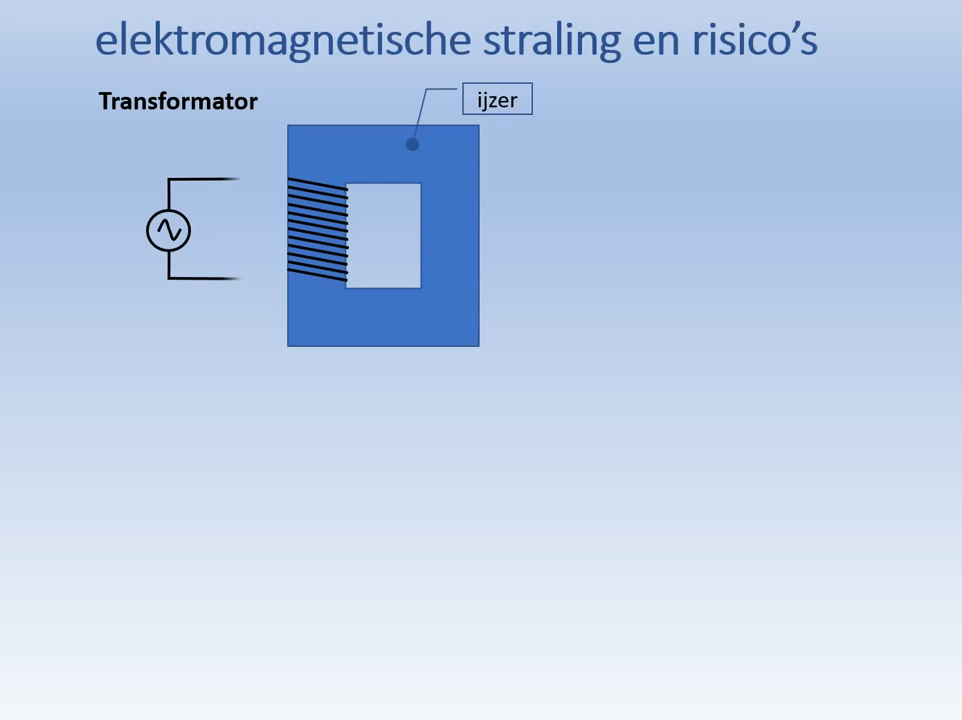 elektromagnetische straling en risico’s
Transformator
ijzer